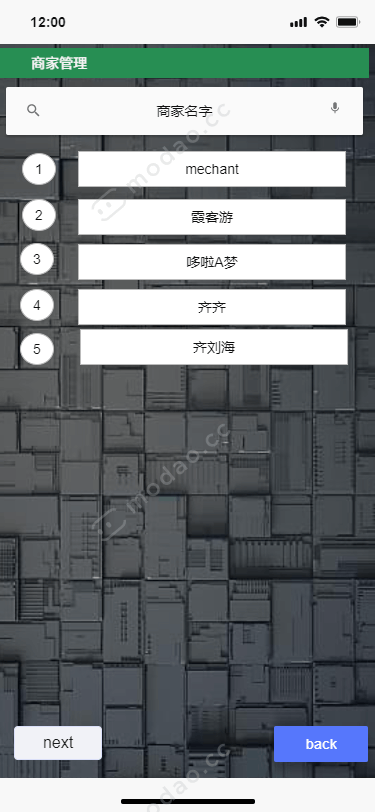 12:00
商家管理
商家名字
1 mechant
2 霞客游
3 哆啦A梦
4 齐齐
5 齐刘海
next back
modao.cc
modao.cc
modao.cc